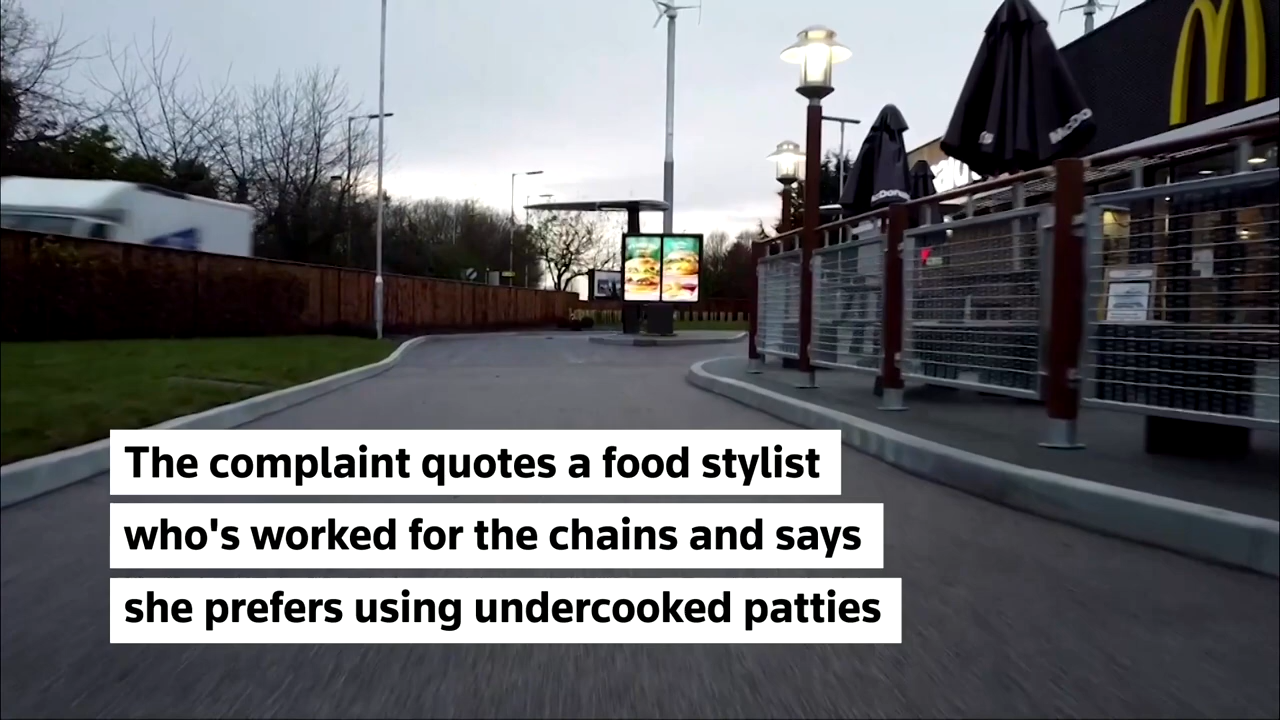 The complaint quotes a food stylist
who's worked for the chains and says
she prefers using undercooked patties